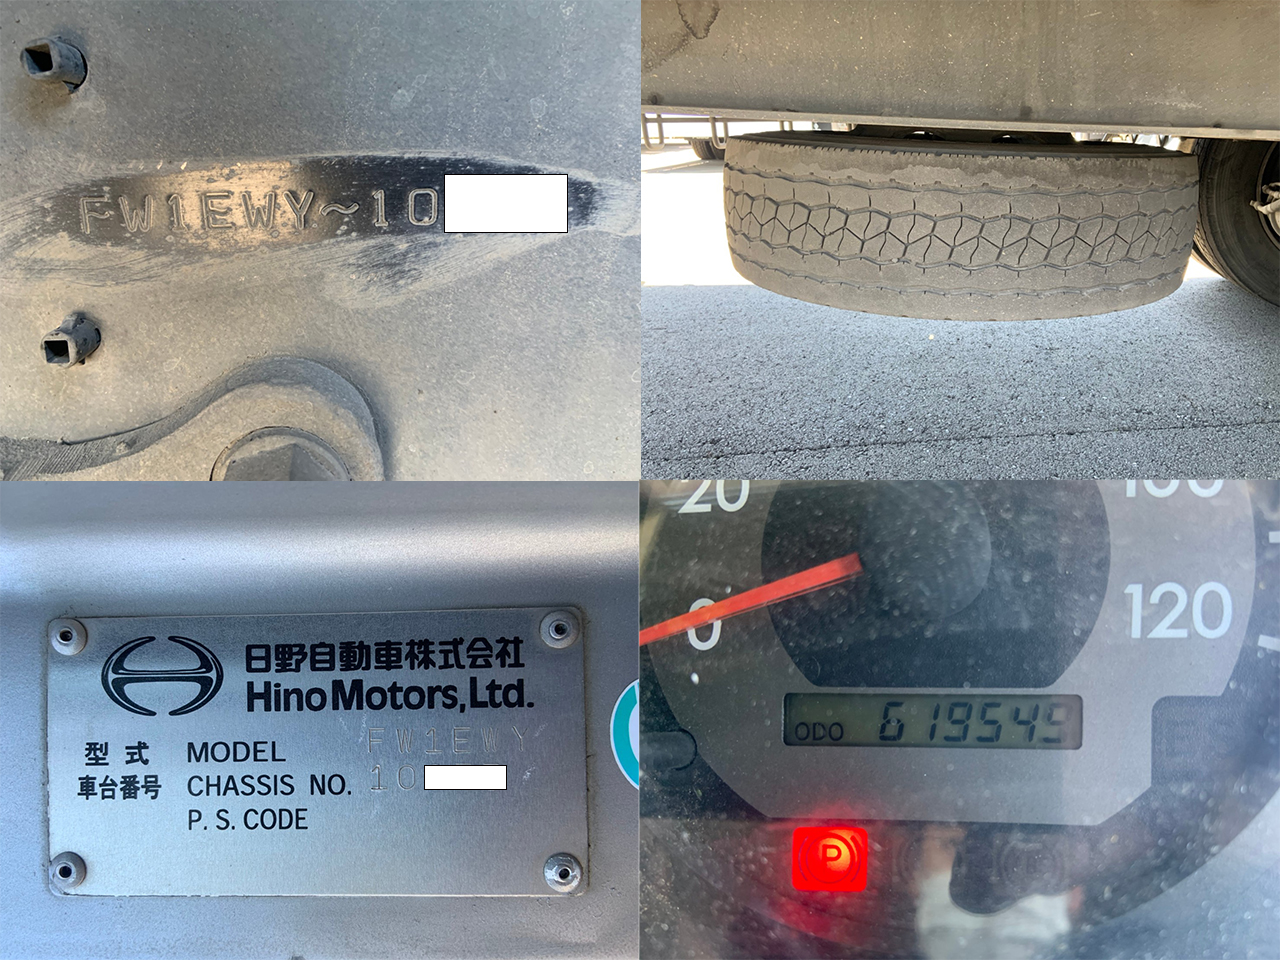 FW1EWY~10
日野自動車株式会社
Hino Motors, Ltd.
型式 MODEL FW1EWY
車台番号 CHASSIS NO. 10
P. S. CODE
20
100
0
120
ODO 619549
P